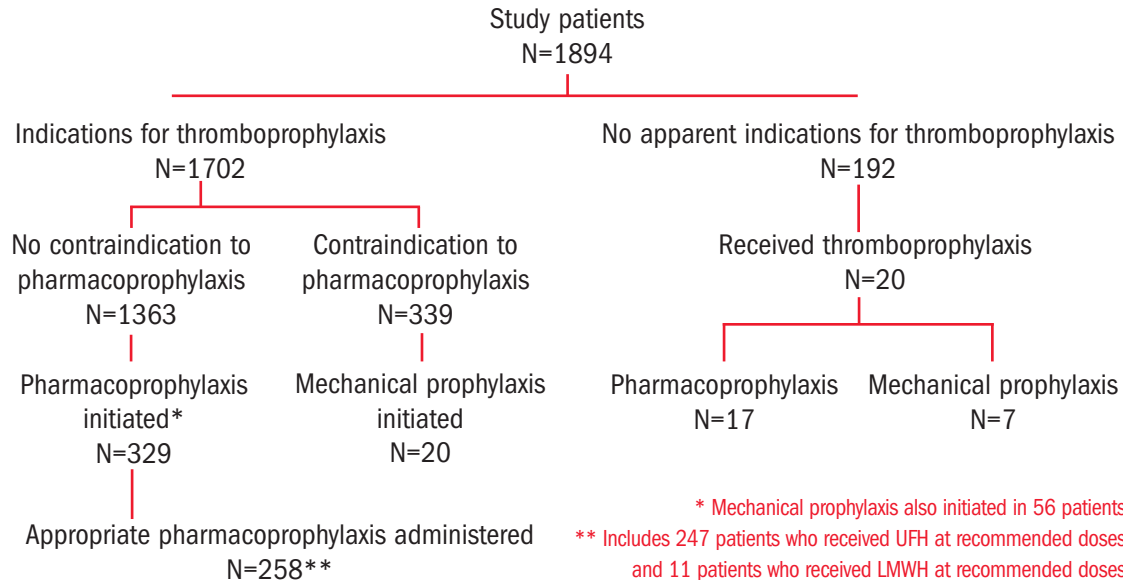 Study patients
N=1894
Indications for thromboprophylaxis
N=1702
No apparent indications for thromboprophylaxis
N=192
No contraindication to
pharmacoprophylaxis
N=1363
Contraindication to
pharmacoprophylaxis
N=339
Received thromboprophylaxis
N=20
Pharmacoprophylaxis
initiated*
N=329
Mechanical prophylaxis
initiated
N=20
Pharmacoprophylaxis
N=17
Mechanical prophylaxis
N=7
Appropriate pharmacoprophylaxis administered
N=258**
* Mechanical prophylaxis also initiated in 56 patients
** Includes 247 patients who received UFH at recommended doses
and 11 patients who received LMWH at recommended doses